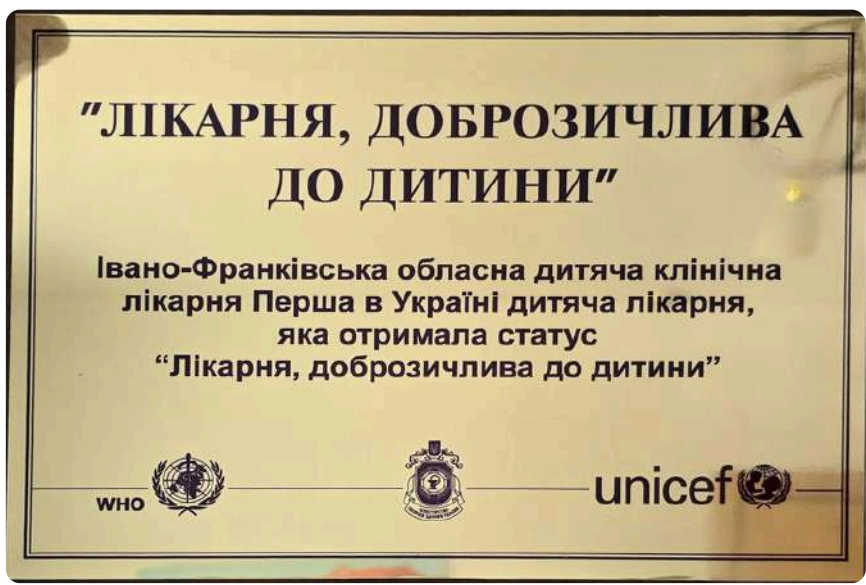 "ЛІКАРНЯ, ДОБРОЗИЧЛИВА
ДО ДИТИНИ"
Івано-Франківська обласна дитяча клінічна
лікарня Перша в Україні дитяча лікарня,
яка отримала статус
“Лікарня, доброзичлива до дитини”
WHO
unicef